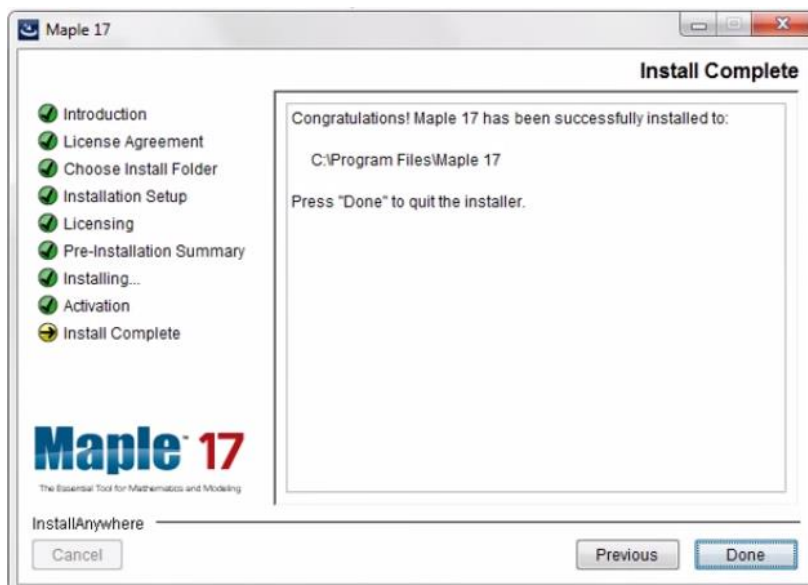 Maple 17
Install Complete
Introduction
License Agreement
Choose Install Folder
Installation Setup
Licensing
Pre-Installation Summary
Installing...
Activation
Install Complete
Congratulations! Maple 17 has been successfully installed to:
C:\Program Files\Maple 17
Press "Done" to quit the installer.
Maple™ 17
The Essential Tool for Mathematics and Modeling
InstallAnywhere
Cancel
Previous
Done